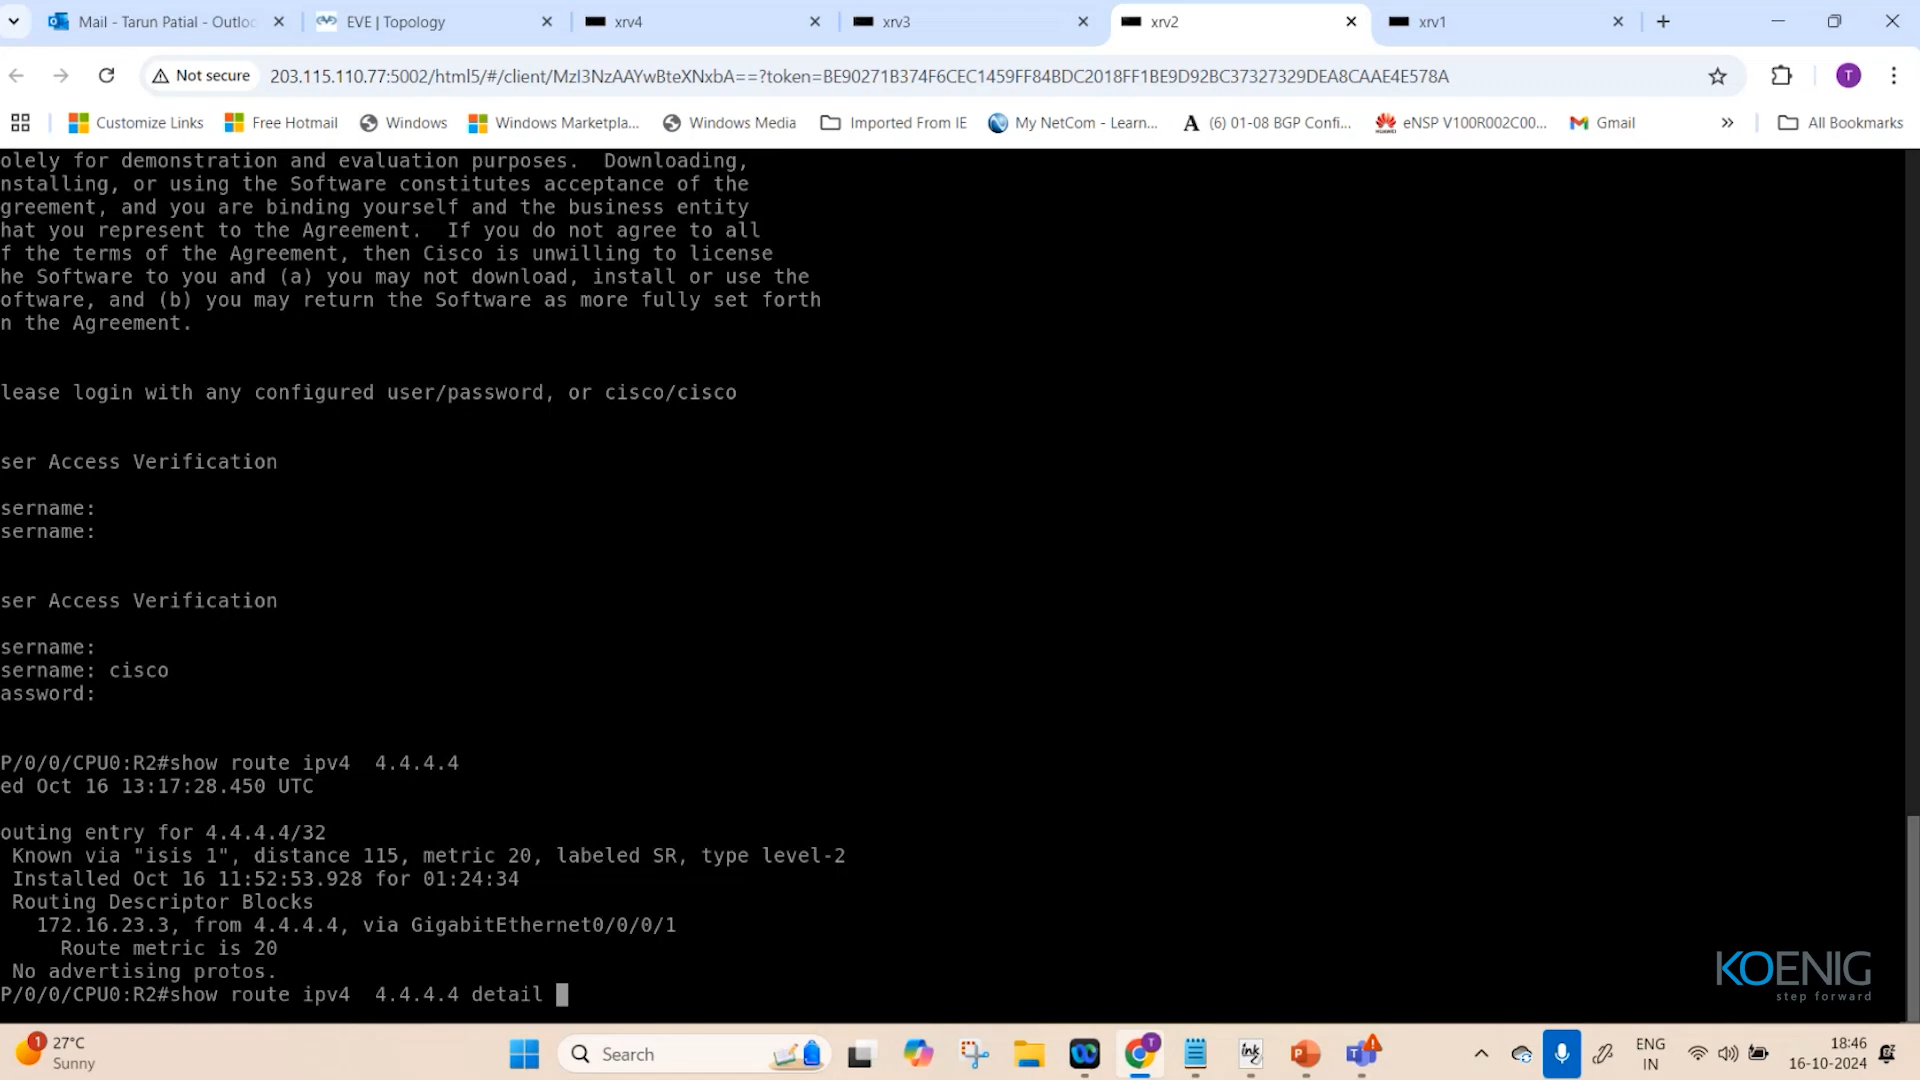 Mail - Tarun Patial - Outloo
EVE | Topology
xrv4
xrv3
xrv2
xrv1
Not secure
203.115.110.77:5002/html5/#/client/MzI3NzAAYwBteXNxbA==?token=BE90271B374F6CEC1459FF84BDC2018FF1BE9D92BC37327329DEA8CAAE4E578A
T
Customize Links
Free Hotmail
Windows
Windows Marketpla...
Windows Media
Imported From IE
My NetCom - Learn...
(6) 01-08 BGP Confi...
eNSP V100R002C00...
Gmail
All Bookmarks
olely for demonstration and evaluation purposes.  Downloading,
nstalling, or using the Software constitutes acceptance of the
greement, and you are binding yourself and the business entity
hat you represent to the Agreement.  If you do not agree to all
f the terms of the Agreement, then Cisco is unwilling to license
he Software to you and (a) you may not download, install or use the
oftware, and (b) you may return the Software as more fully set forth
n the Agreement.
lease login with any configured user/password, or cisco/cisco
ser Access Verification
sername:
sername:
ser Access Verification
sername:
sername: cisco
assword:
P/0/0/CPU0:R2#show route ipv4  4.4.4.4
ed Oct 16 13:17:28.450 UTC
outing entry for 4.4.4.4/32
Known via "isis 1", distance 115, metric 20, labeled SR, type level-2
Installed Oct 16 11:52:53.928 for 01:24:34
Routing Descriptor Blocks
172.16.23.3, from 4.4.4.4, via GigabitEthernet0/0/0/1
Route metric is 20
No advertising protos.
P/0/0/CPU0:R2#show route ipv4  4.4.4.4 detail
KOENIG
step forward
1
27°C
Sunny
Search
ENG
IN
18:46
16-10-2024